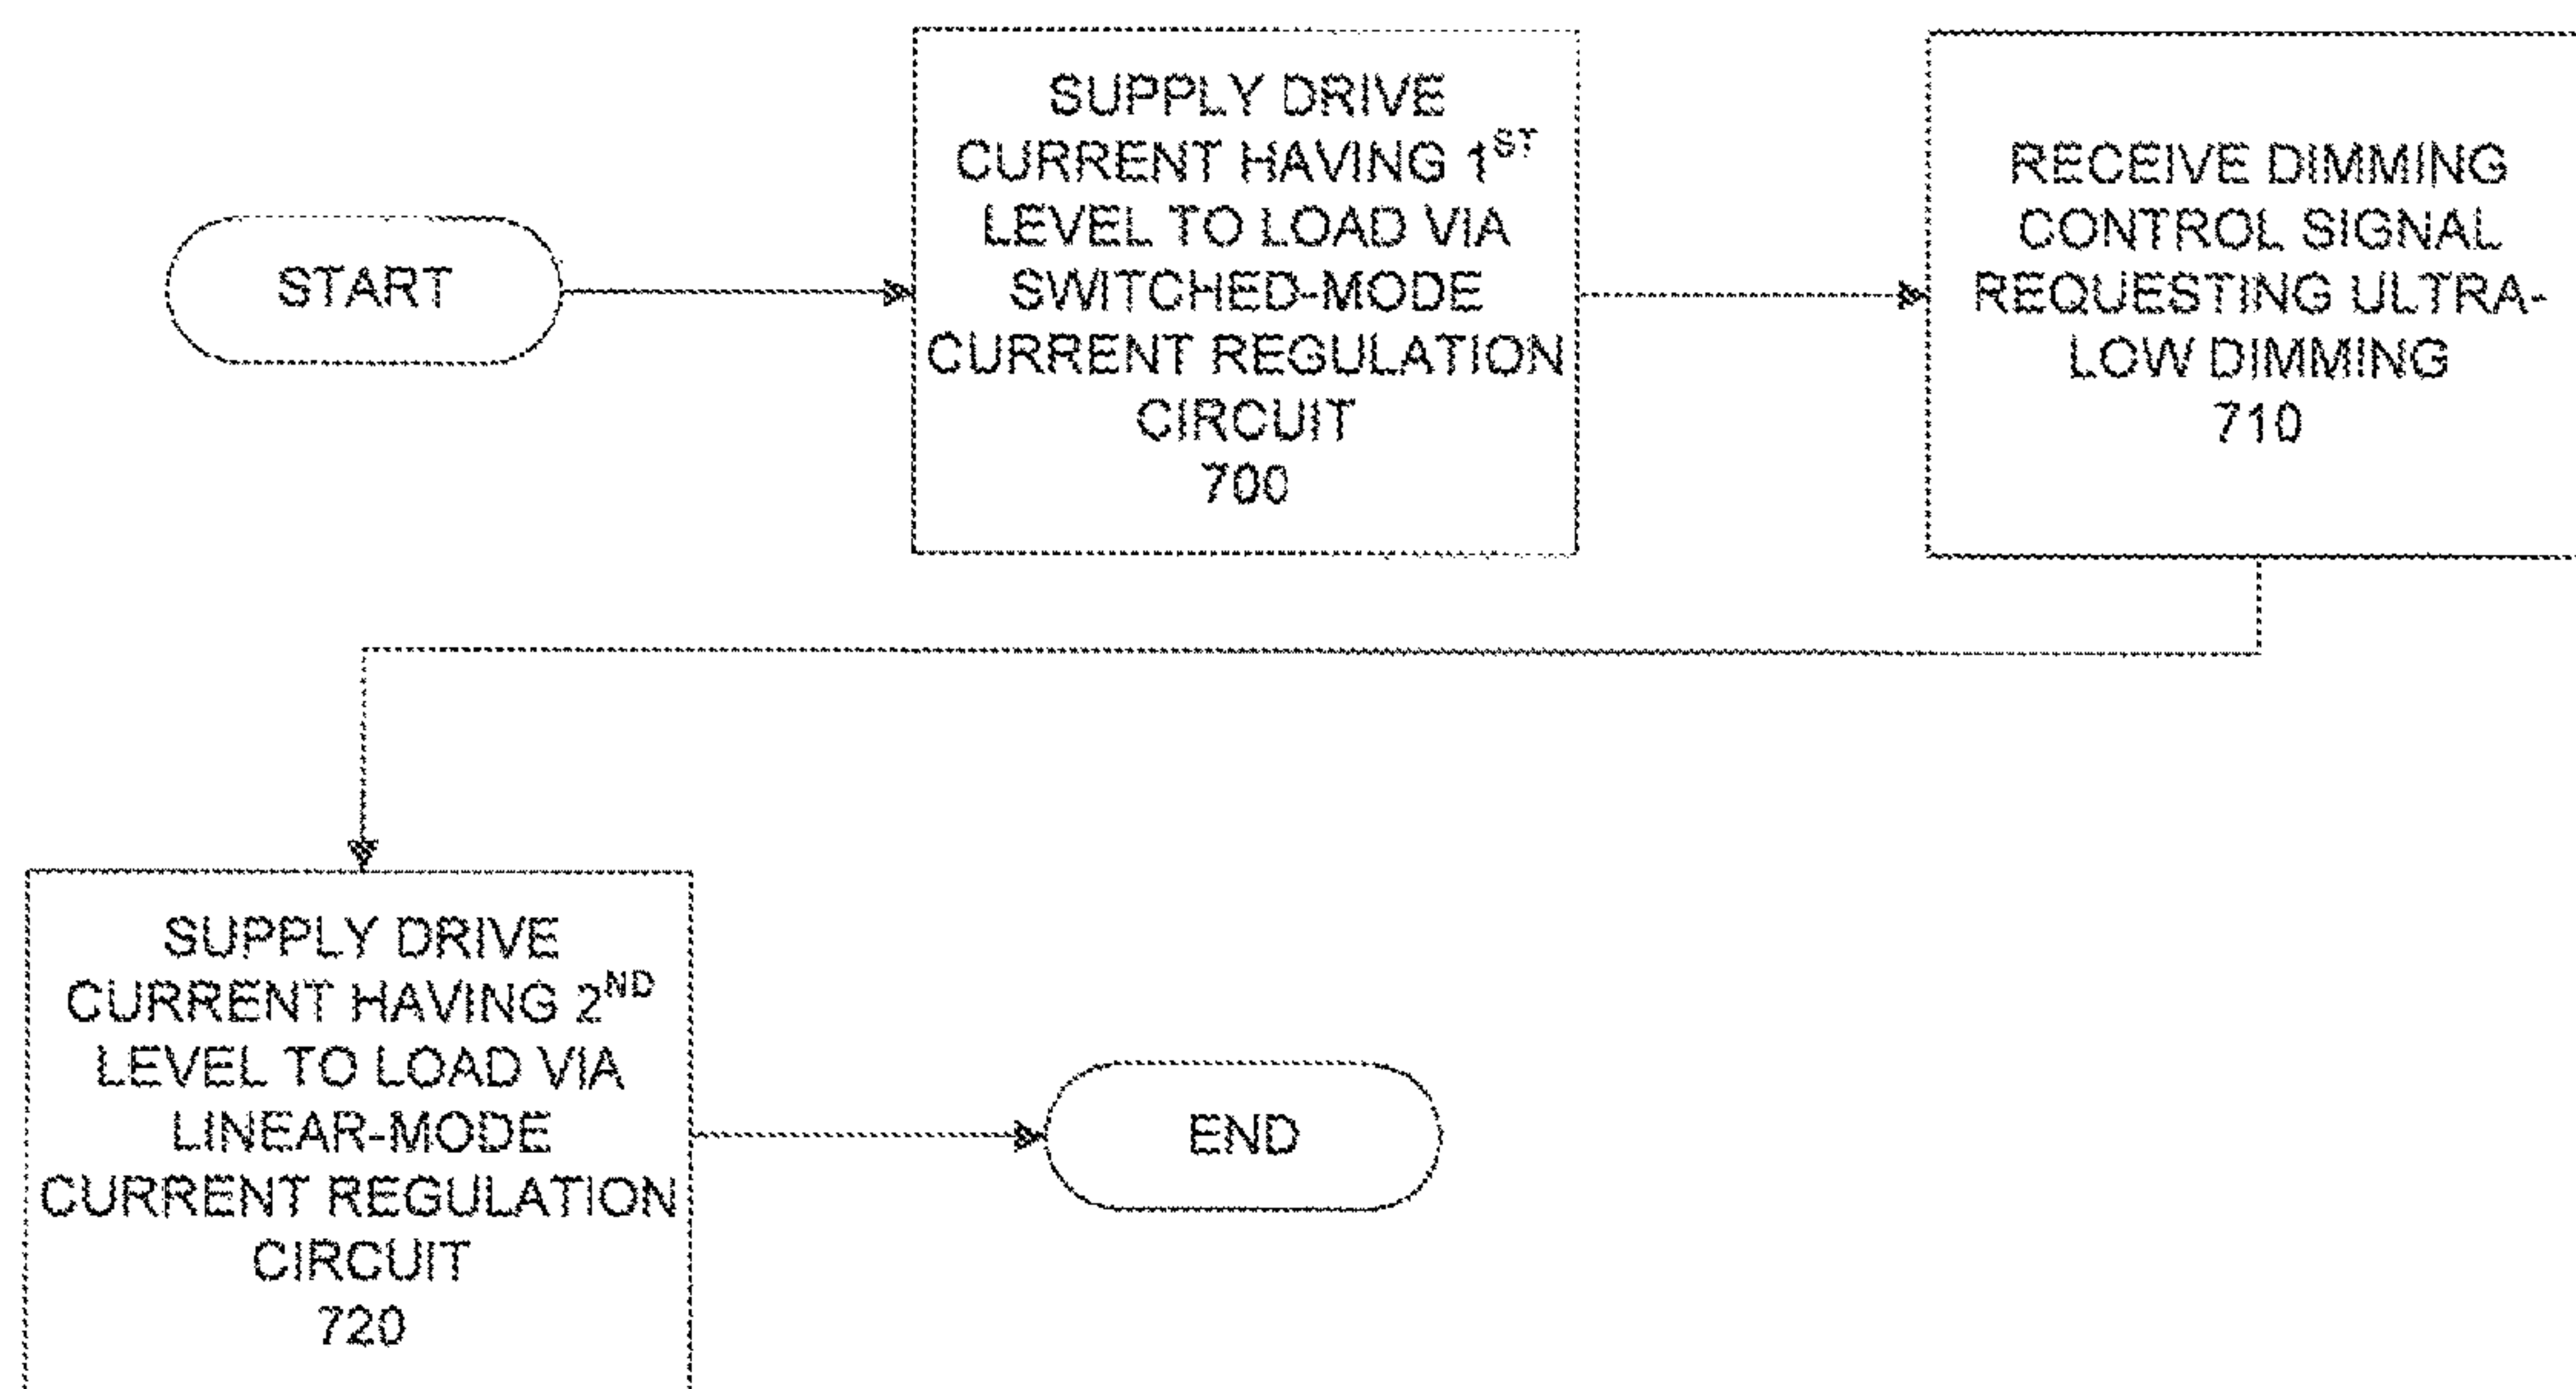 START
SUPPLY DRIVE
CURRENT HAVING 1ST
LEVEL TO LOAD VIA
SWITCHED-MODE
CURRENT REGULATION
CIRCUIT
700
RECEIVE DIMMING
CONTROL SIGNAL
REQUESTING ULTRA-
LOW DIMMING
710
SUPPLY DRIVE
CURRENT HAVING 2ND
LEVEL TO LOAD VIA
LINEAR-MODE
CURRENT REGULATION
CIRCUIT
720
END